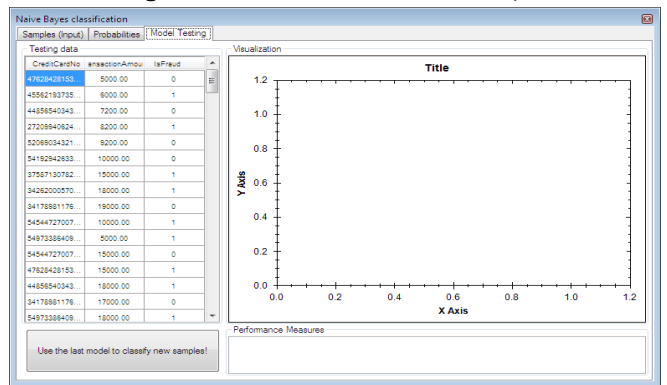 Naive Bayes classification
Samples (Input) Probabilities Model Testing
Testing data
CreditCardNo ansactionAmou IsFraud
47628428153... 5000.00 0
45562193735... 6000.00 1
44856540343... 7200.00 0
27209940624... 8200.00 1
52069034321... 9200.00 0
54192942633... 10000.00 0
37587130782... 15000.00 1
34262000570... 18000.00 1
34178981176... 19000.00 0
54544727007... 10000.00 1
54973386409... 5000.00 1
54544727007... 15000.00 0
47628428153... 15000.00 1
44856540343... 18000.00 1
34178981176... 17000.00 0
54973386409... 18000.00 1
Use the last model to classify new samples!
Visualization
Title
1.2
1.0
0.8
0.6
0.4
0.2
0.0
Y Axis
0.0 0.2 0.4 0.6 0.8 1.0 1.2
X Axis
Performance Measures